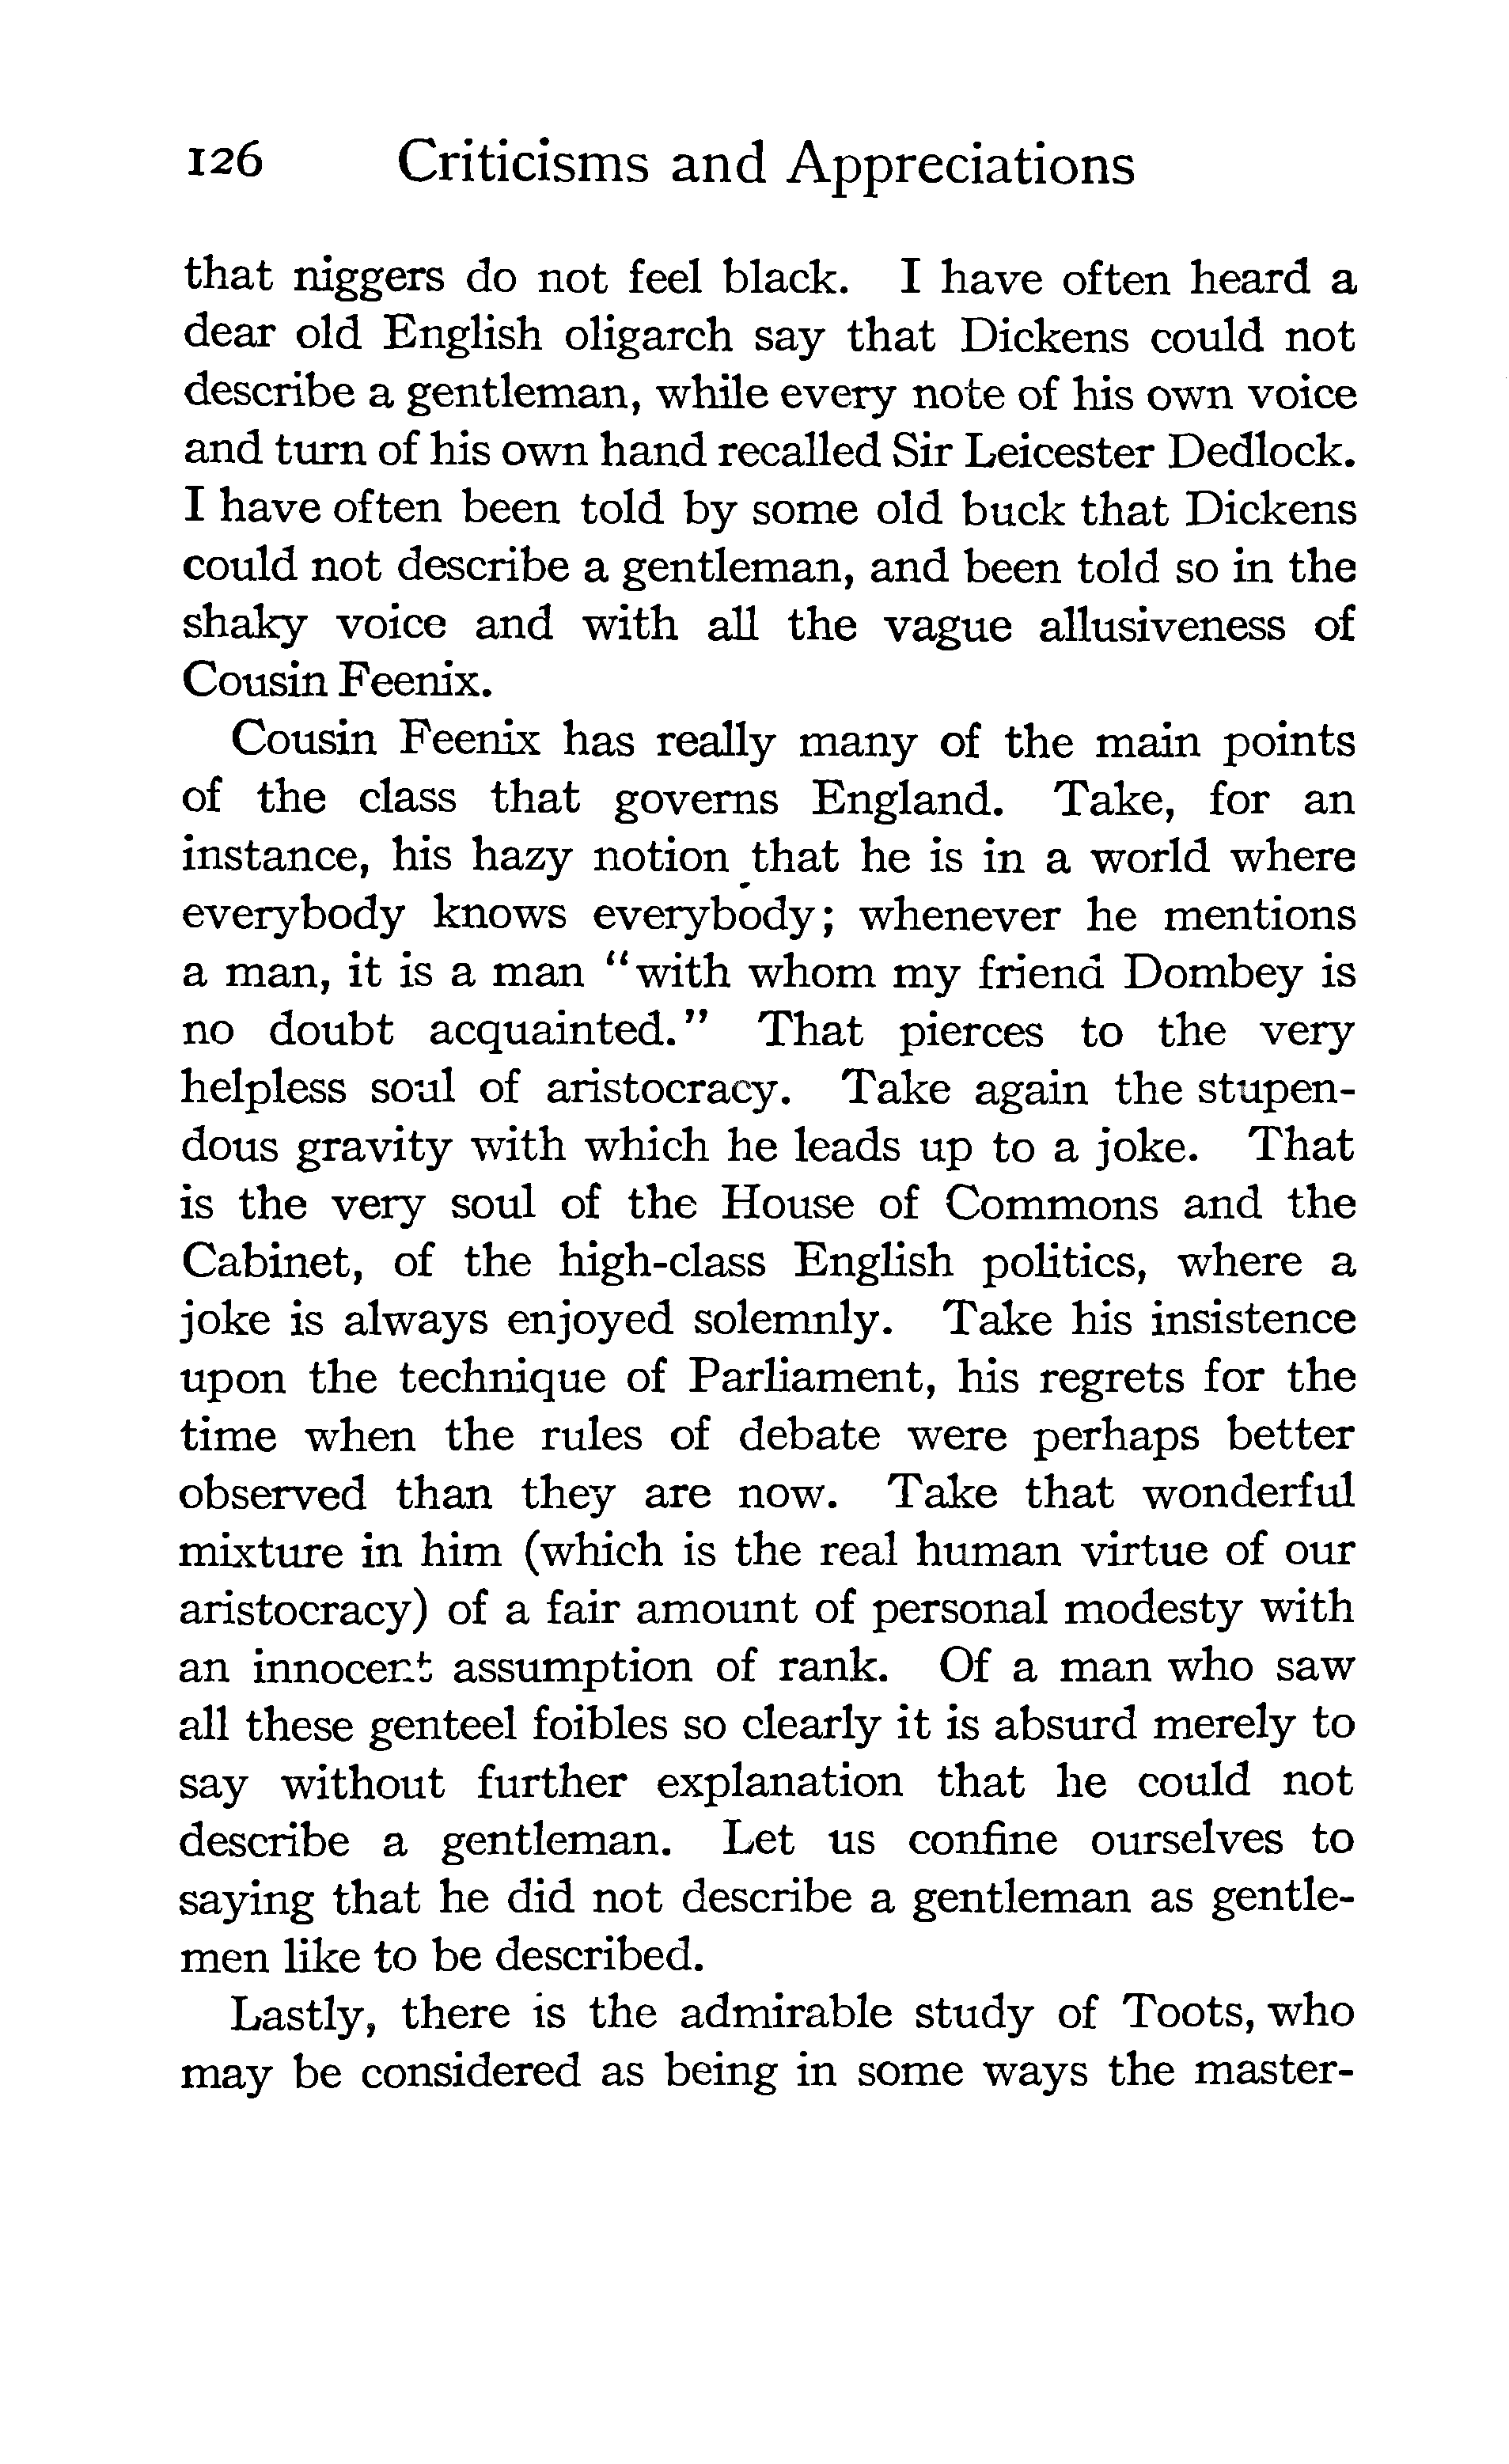 126 Criticisms and Appreciations
that niggers do not feel black. I have often heard a
dear old English oligarch say that Dickens could not
describe a gentleman, while every note of his own voice
and turn of his own hand recalled Sir Leicester Dedlock.
I have often been told by some old buck that Dickens
could not describe a gentleman, and been told so in the
shaky voice and with all the vague allusiveness of
Cousin Feenix.
Cousin Feenix has really many of the main points
of the class that governs England. Take, for an
instance, his hazy notion that he is in a world where
everybody knows everybody; whenever he mentions
a man, it is a man "with whom my friend Dombey is
no doubt acquainted." That pierces to the very
helpless soul of aristocracy. Take again the stupen-
dous gravity with which he leads up to a joke. That
is the very soul of the House of Commons and the
Cabinet, of the high-class English politics, where a
joke is always enjoyed solemnly. Take his insistence
upon the technique of Parliament, his regrets for the
time when the rules of debate were perhaps better
observed than they are now. Take that wonderful
mixture in him (which is the real human virtue of our
aristocracy) of a fair amount of personal modesty with
an innocent assumption of rank. Of a man who saw
all these genteel foibles so clearly it is absurd merely to
say without further explanation that he could not
describe a gentleman. Let us confine ourselves to
saying that he did not describe a gentleman as gentle-
men like to be described.
Lastly, there is the admirable study of Toots, who
may be considered as being in some ways the master-